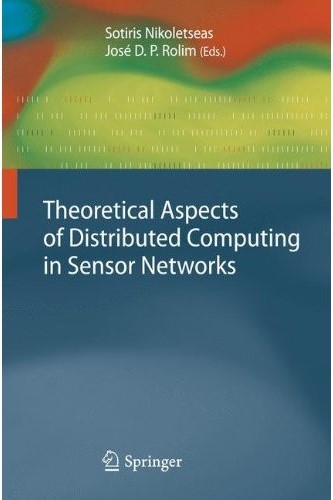 Sotiris Nikoletseas
José D. P. Rolim (Eds.)
Theoretical Aspects
of Distributed Computing
in Sensor Networks
Springer